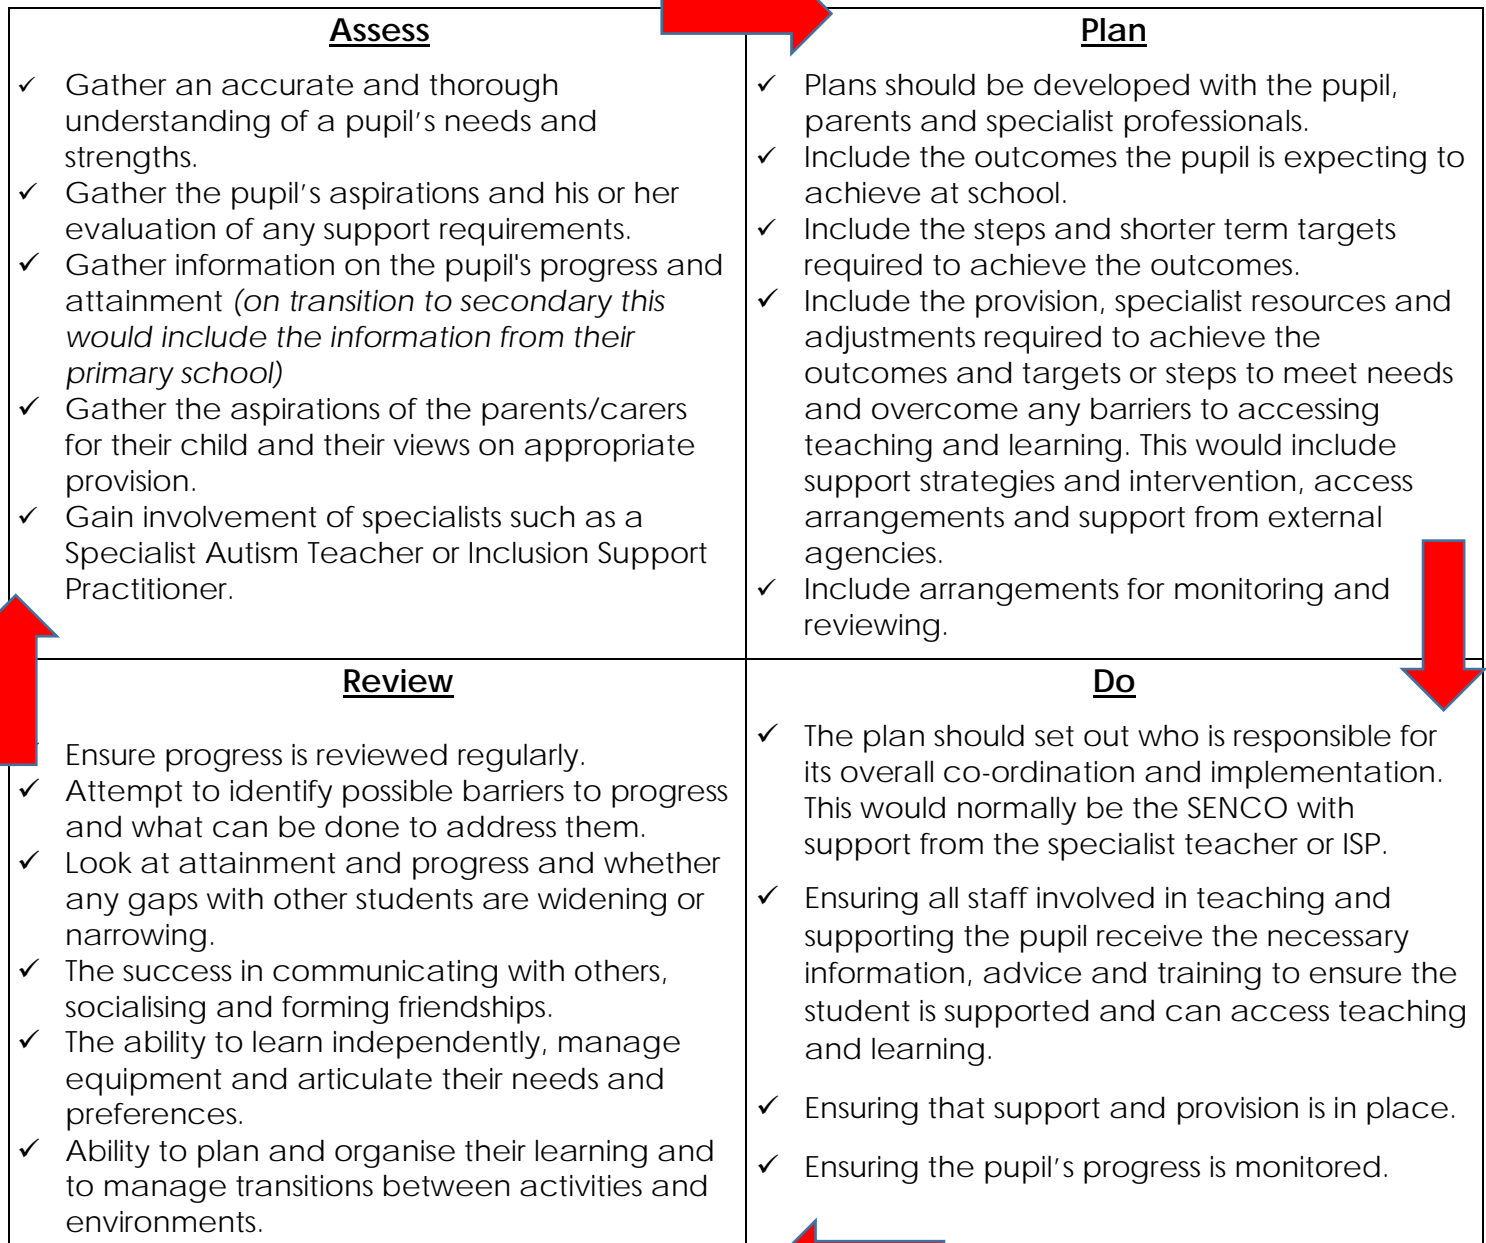 Assess
✓ Gather an accurate and thorough
understanding of a pupil's needs and
strengths.
✓ Gather the pupil's aspirations and his or her
evaluation of any support requirements.
✓ Gather information on the pupil's progress and
attainment (on transition to secondary this
would include the information from their
primary school)
✓ Gather the aspirations of the parents/carers
for their child and their views on appropriate
provision.
✓ Gain involvement of specialists such as a
Specialist Autism Teacher or Inclusion Support
Practitioner.
Plan
✓ Plans should be developed with the pupil,
parents and specialist professionals.
✓ Include the outcomes the pupil is expecting to
achieve at school.
✓ Include the steps and shorter term targets
required to achieve the outcomes.
✓ Include the provision, specialist resources and
adjustments required to achieve the
outcomes and targets or steps to meet needs
and overcome any barriers to accessing
teaching and learning. This would include
support strategies and intervention, access
arrangements and support from external
agencies.
✓ Include arrangements for monitoring and
reviewing.
Review
Ensure progress is reviewed regularly.
✓ Attempt to identify possible barriers to progress
and what can be done to address them.
✓ Look at attainment and progress and whether
any gaps with other students are widening or
narrowing.
✓ The success in communicating with others,
socialising and forming friendships.
✓ The ability to learn independently, manage
equipment and articulate their needs and
preferences.
✓ Ability to plan and organise their learning and
to manage transitions between activities and
environments.
Do
✓ The plan should set out who is responsible for
its overall co-ordination and implementation.
This would normally be the SENCO with
support from the specialist teacher or ISP.
✓ Ensuring all staff involved in teaching and
supporting the pupil receive the necessary
information, advice and training to ensure the
student is supported and can access teaching
and learning.
✓ Ensuring that support and provision is in place.
✓ Ensuring the pupil's progress is monitored.